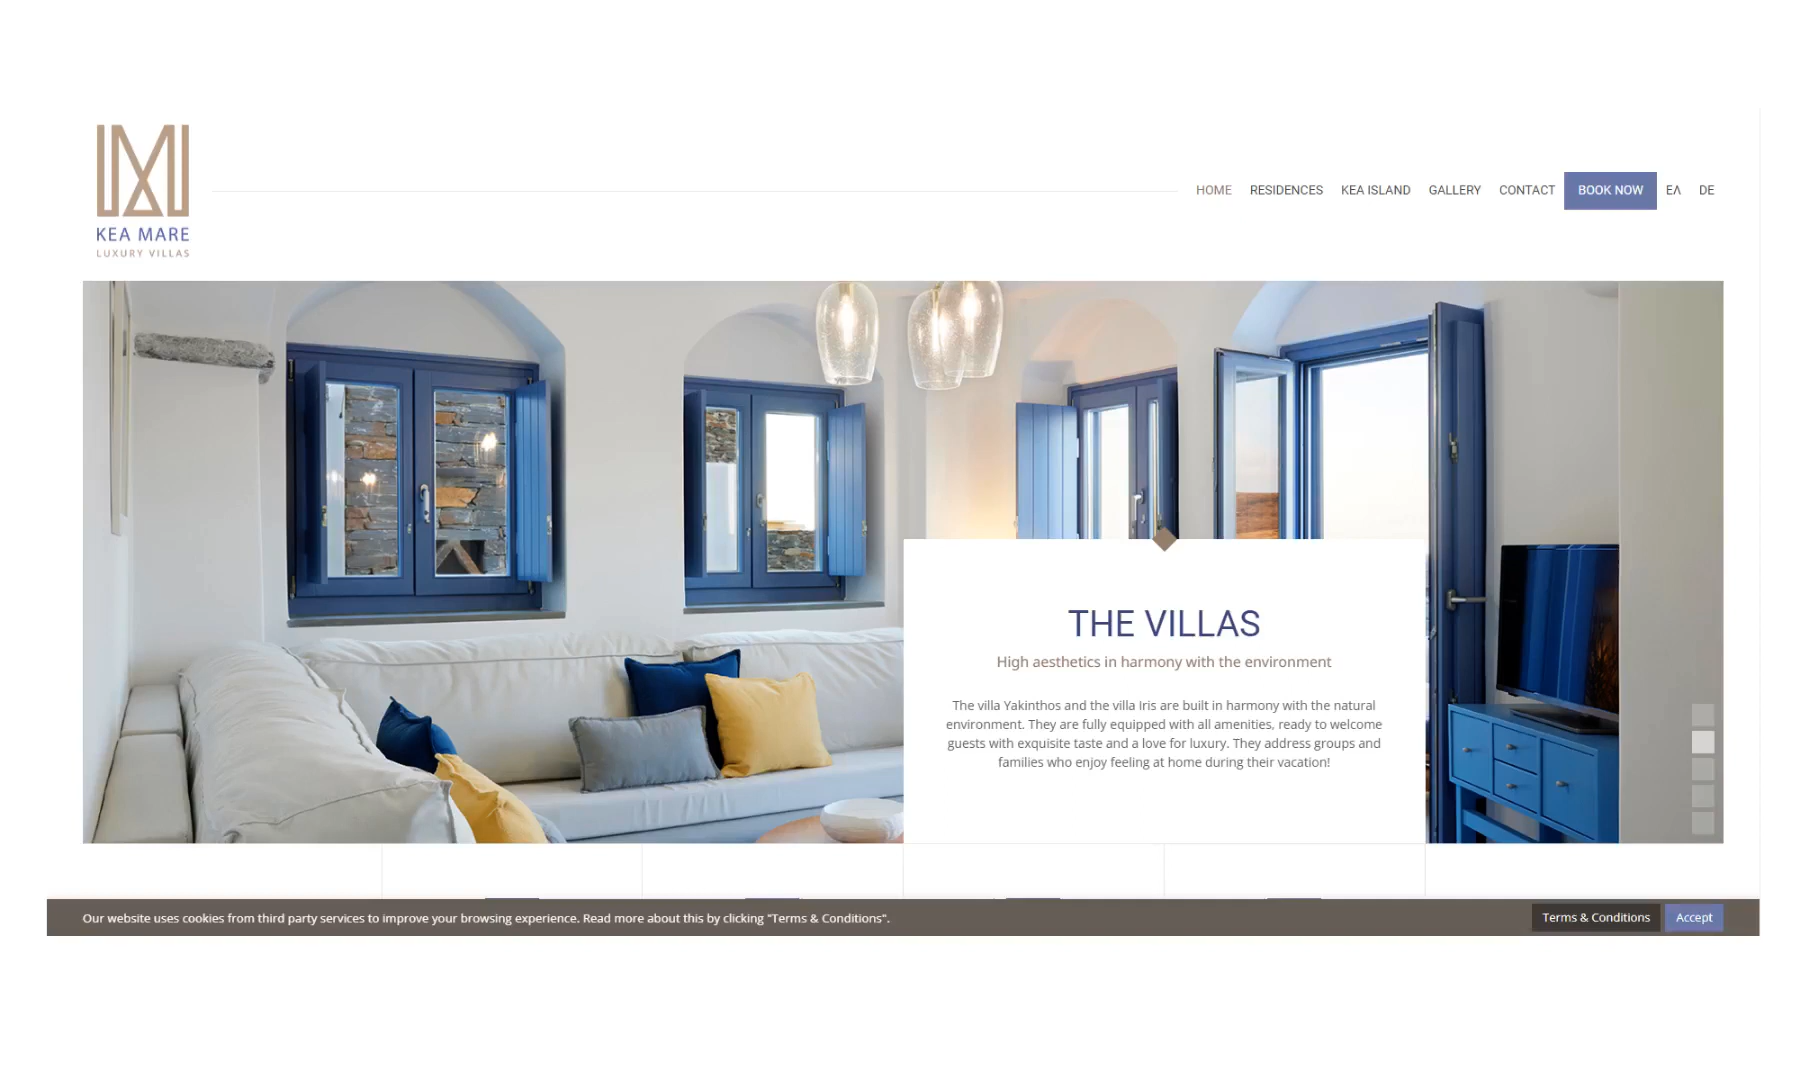 KEA MARE
LUXURY VILLAS
HOME RESIDENCES KEA ISLAND GALLERY CONTACT BOOK NOW ΕΛ DE
THE VILLAS
High aesthetics in harmony with the environment
The villa Yakinthos and the villa Iris are built in harmony with the natural
environment. They are fully equipped with all amenities, ready to welcome
guests with exquisite taste and a love for luxury. They address groups and
families who enjoy feeling at home during their vacation!
Our website uses cookies from third party services to improve your browsing experience. Read more about this by clicking "Terms & Conditions". Terms & Conditions Accept